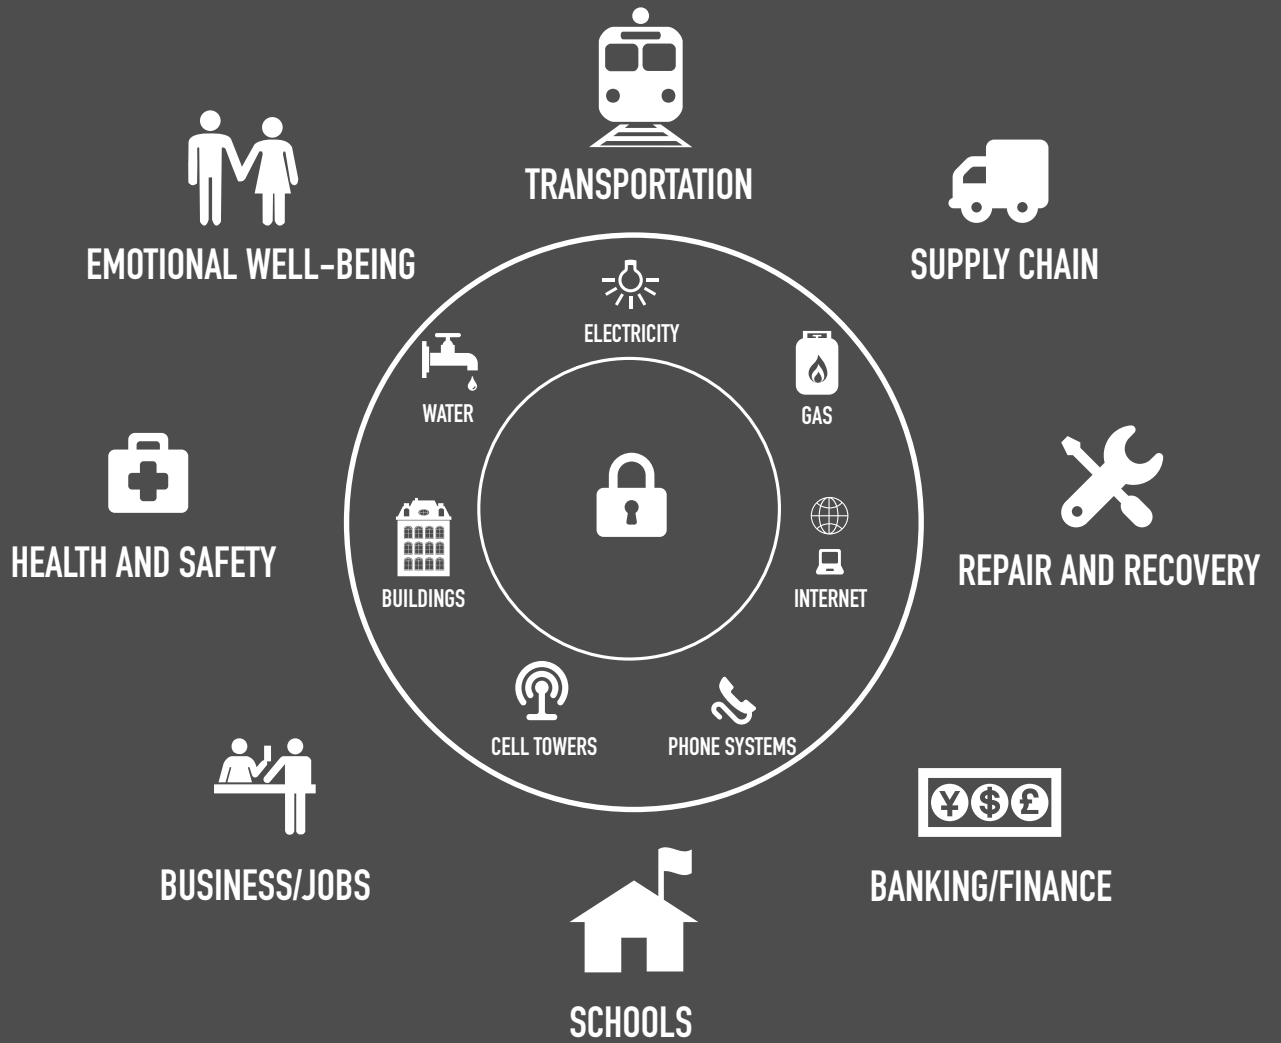 TRANSPORTATION
EMOTIONAL WELL-BEING
SUPPLY CHAIN
ELECTRICITY
WATER
GAS
HEALTH AND SAFETY
REPAIR AND RECOVERY
BUILDINGS
INTERNET
CELL TOWERS
PHONE SYSTEMS
¥ $ £
BUSINESS/JOBS
BANKING/FINANCE
SCHOOLS